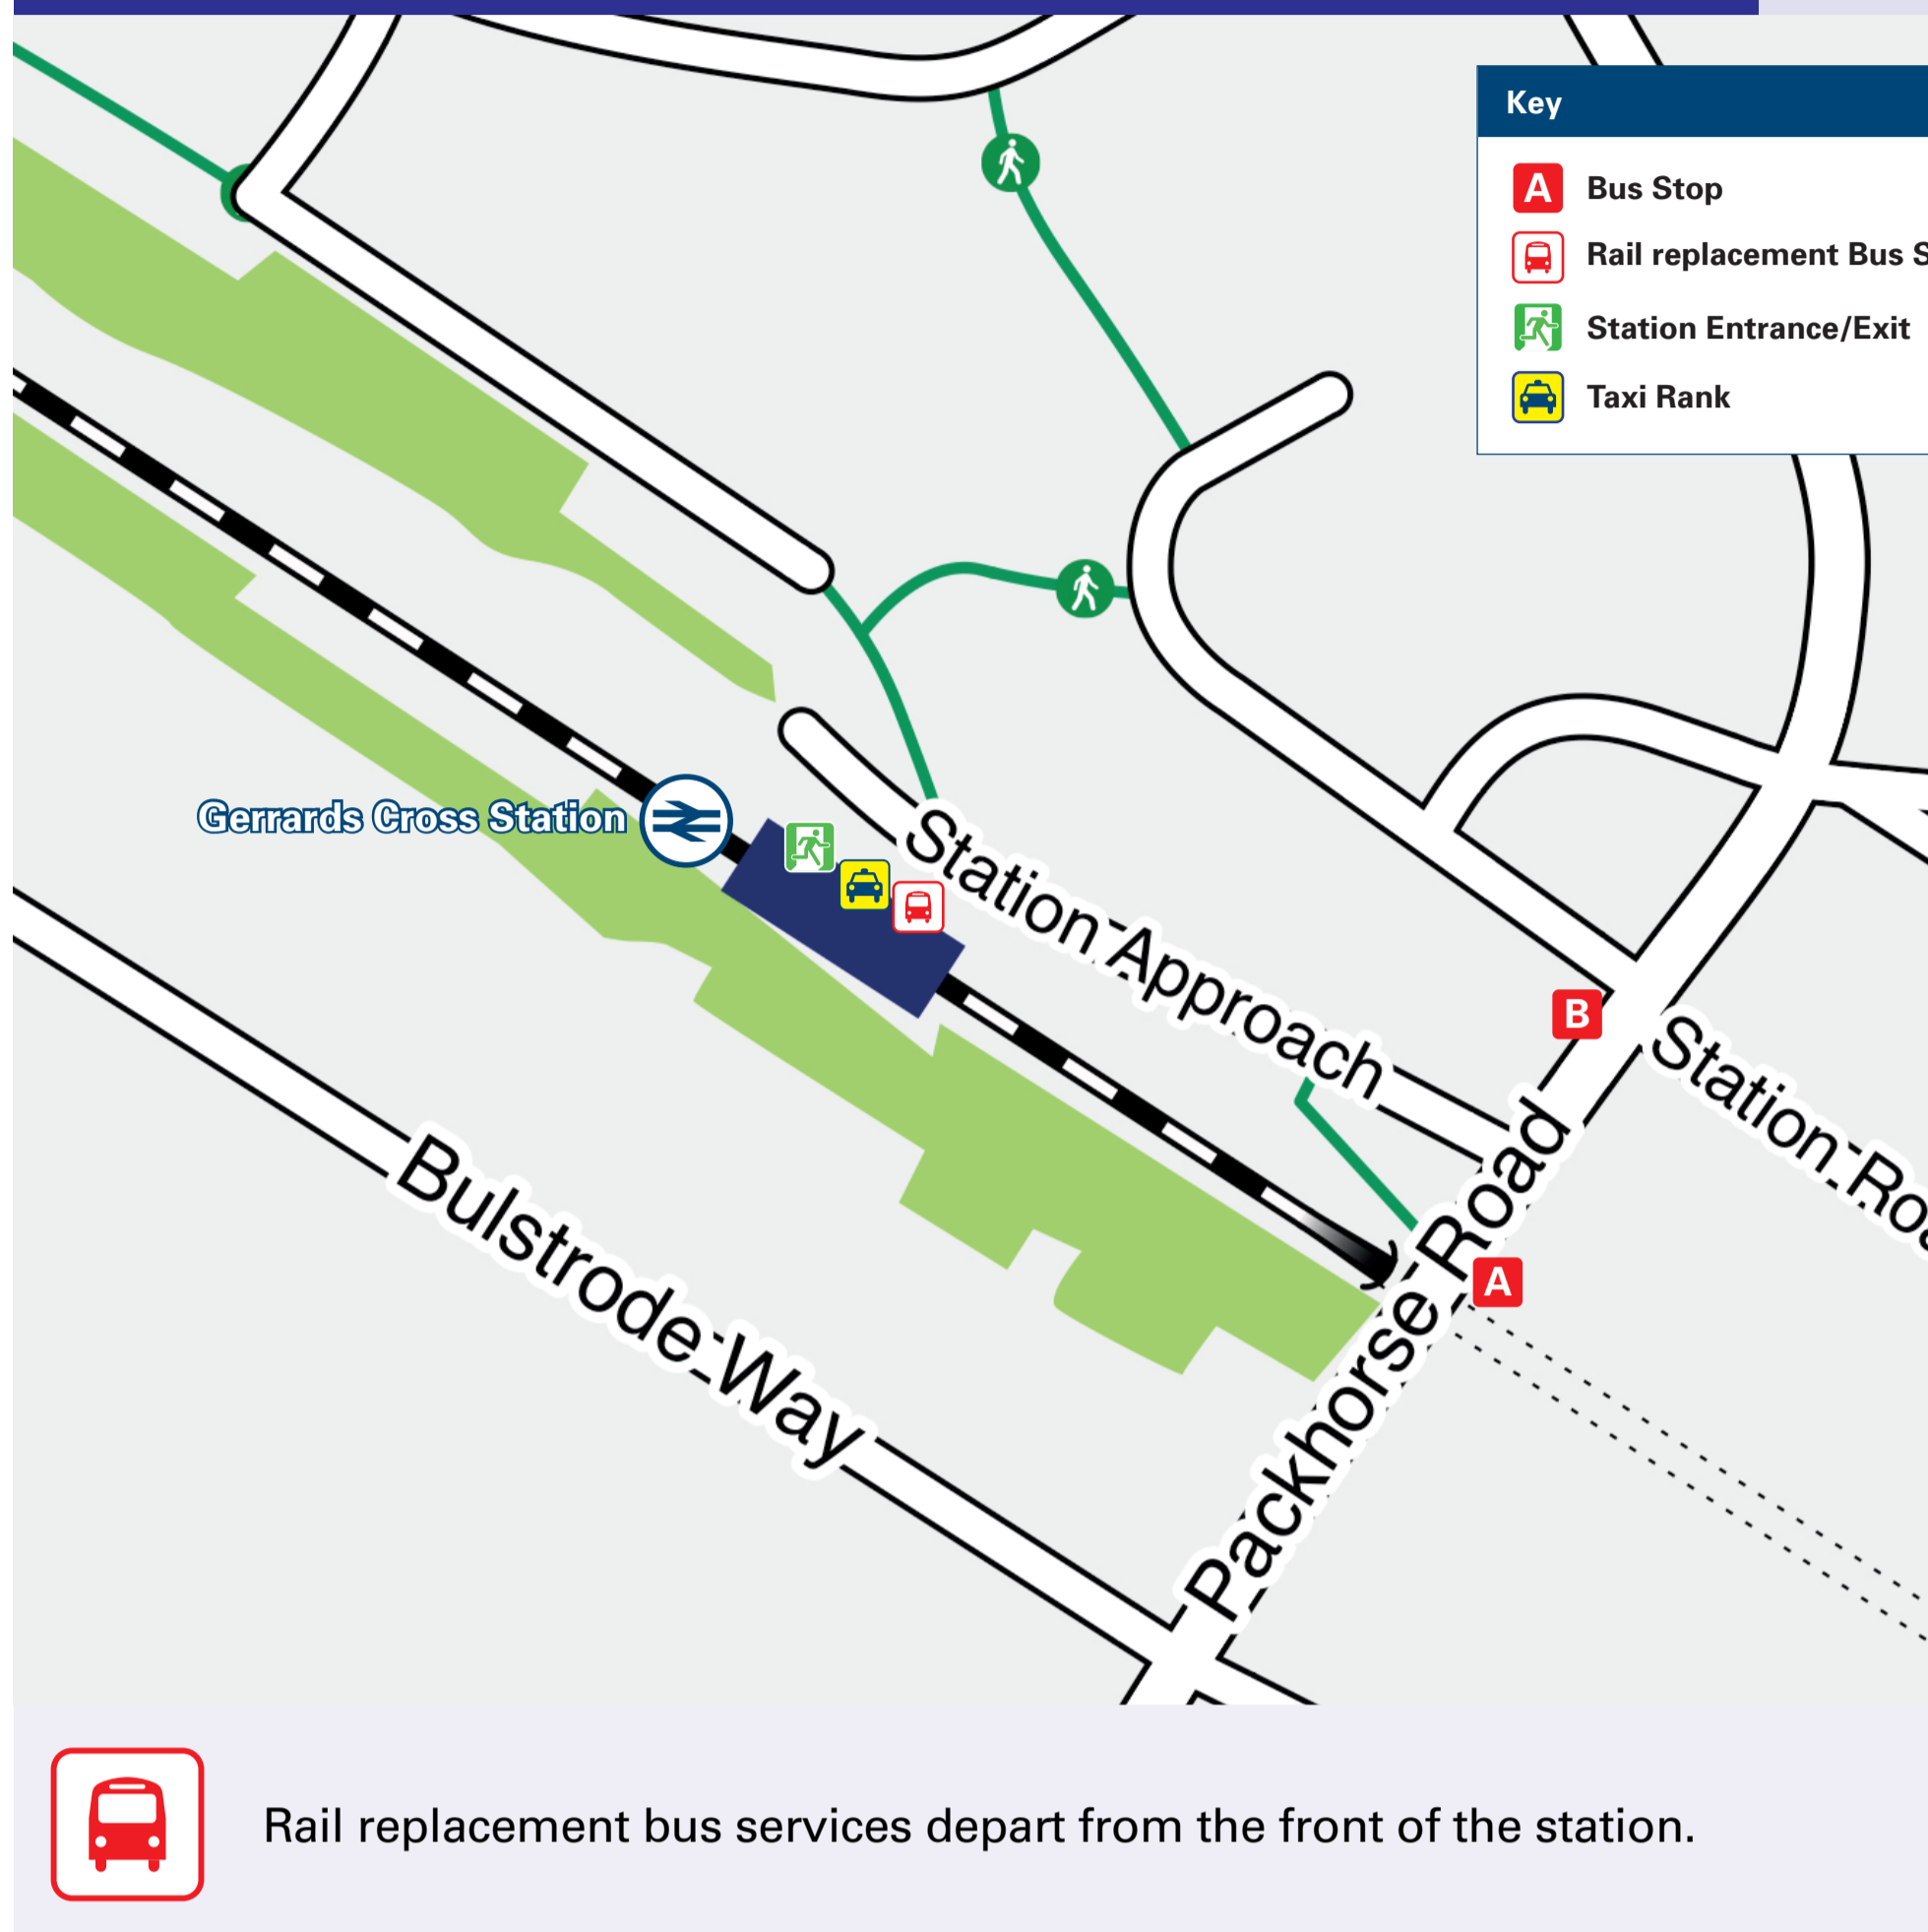 Key
A Bus Stop
Rail replacement Bus S
Station Entrance/Exit
Taxi Rank
Gerrards Cross Station
Station Approach
B
Station Roa
A
Packhorse Road
Bulstrode Way
Rail replacement bus services depart from the front of the station.